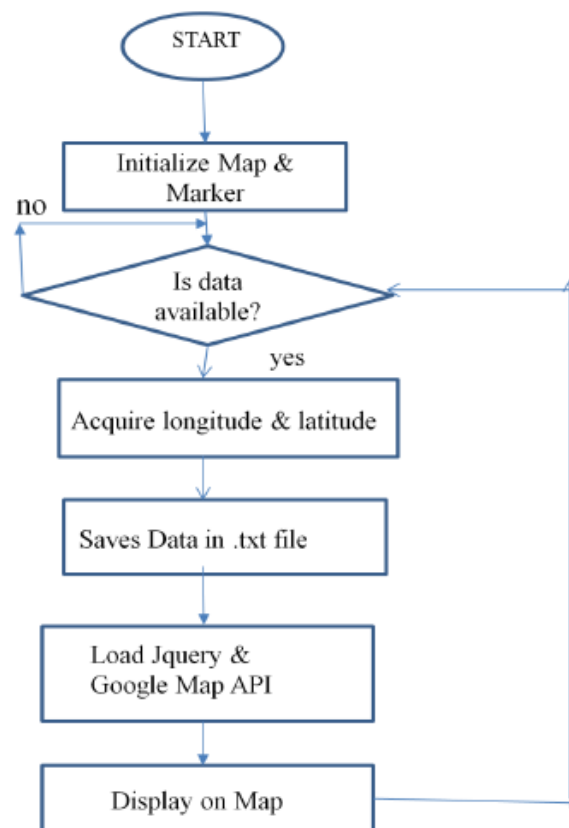 START
Initialize Map &
Marker
no
Is data
available?
yes
Acquire longitude & latitude
Saves Data in .txt file
Load Jquery &
Google Map API
Display on Map